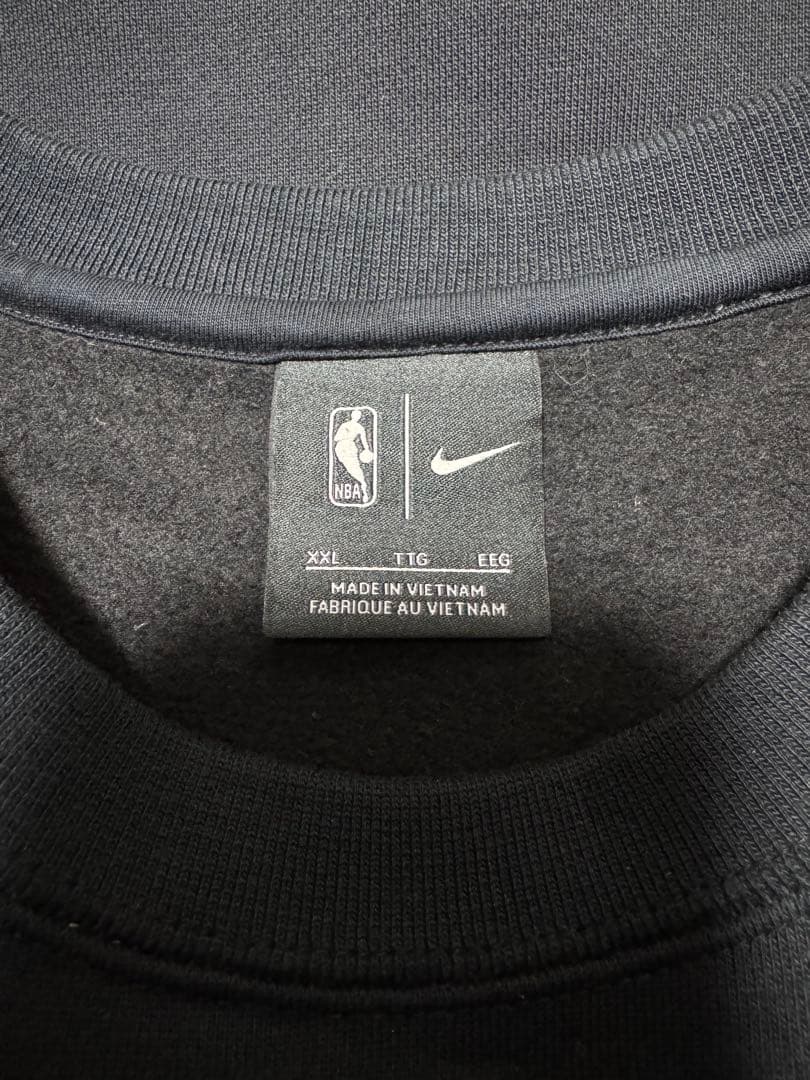 NBA
XXL TTG EEG
MADE IN VIETNAM
FABRIQUE AU VIETNAM